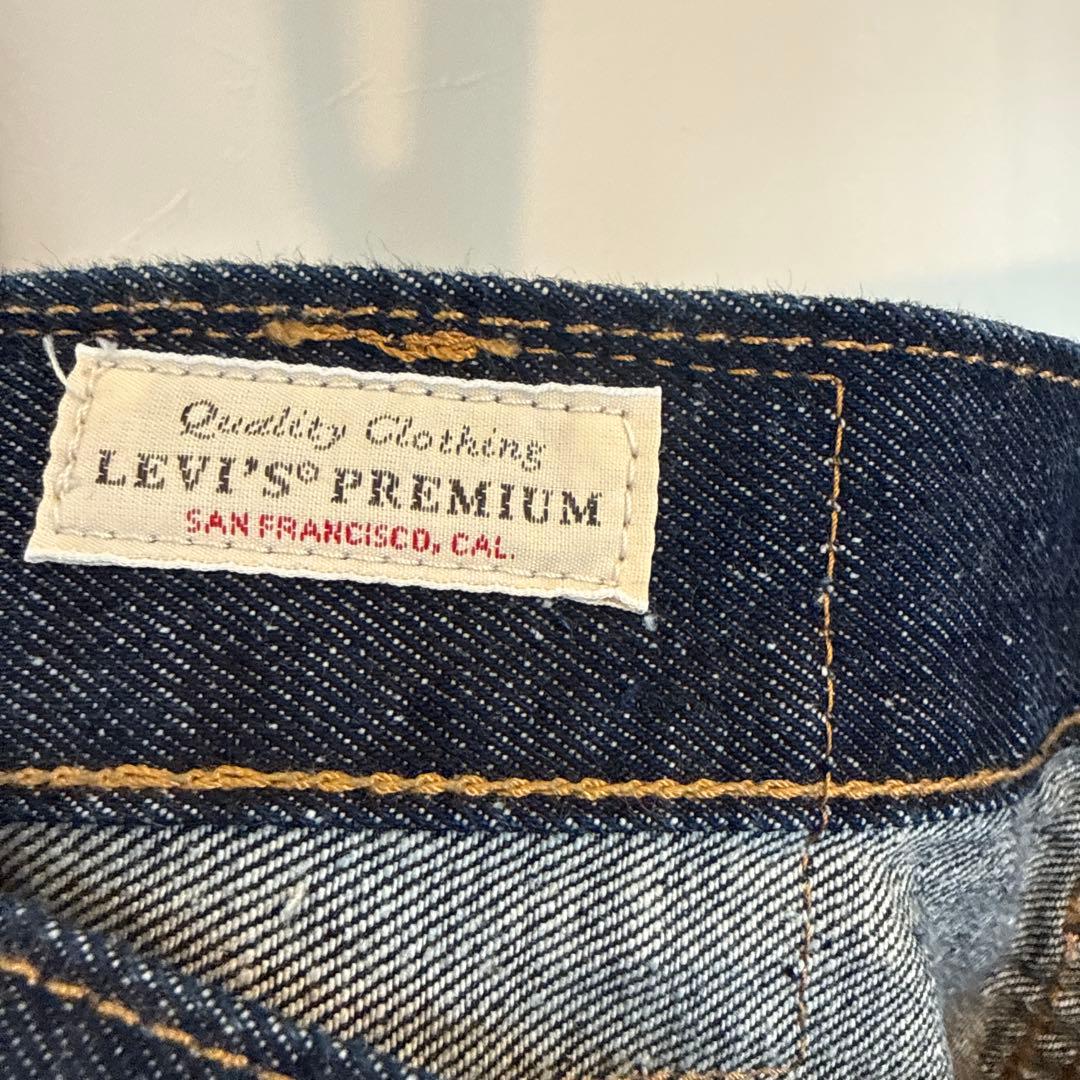 Quality Clothing
LEVI'S® PREMIUM
SAN FRANCISCO, CAL.